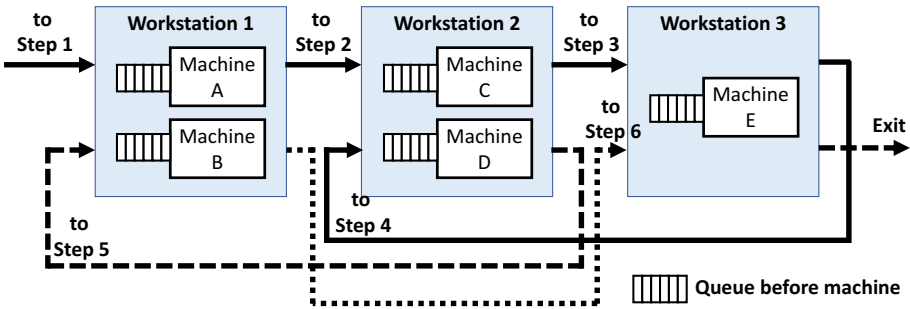 to
Step 1
Workstation 1
Machine
A
Machine
B
to
Step 2
Workstation 2
Machine
C
Machine
D
to
Step 3
Workstation 3
Machine
E
to
Step 6
Exit
to
Step 5
to
Step 4
Queue before machine